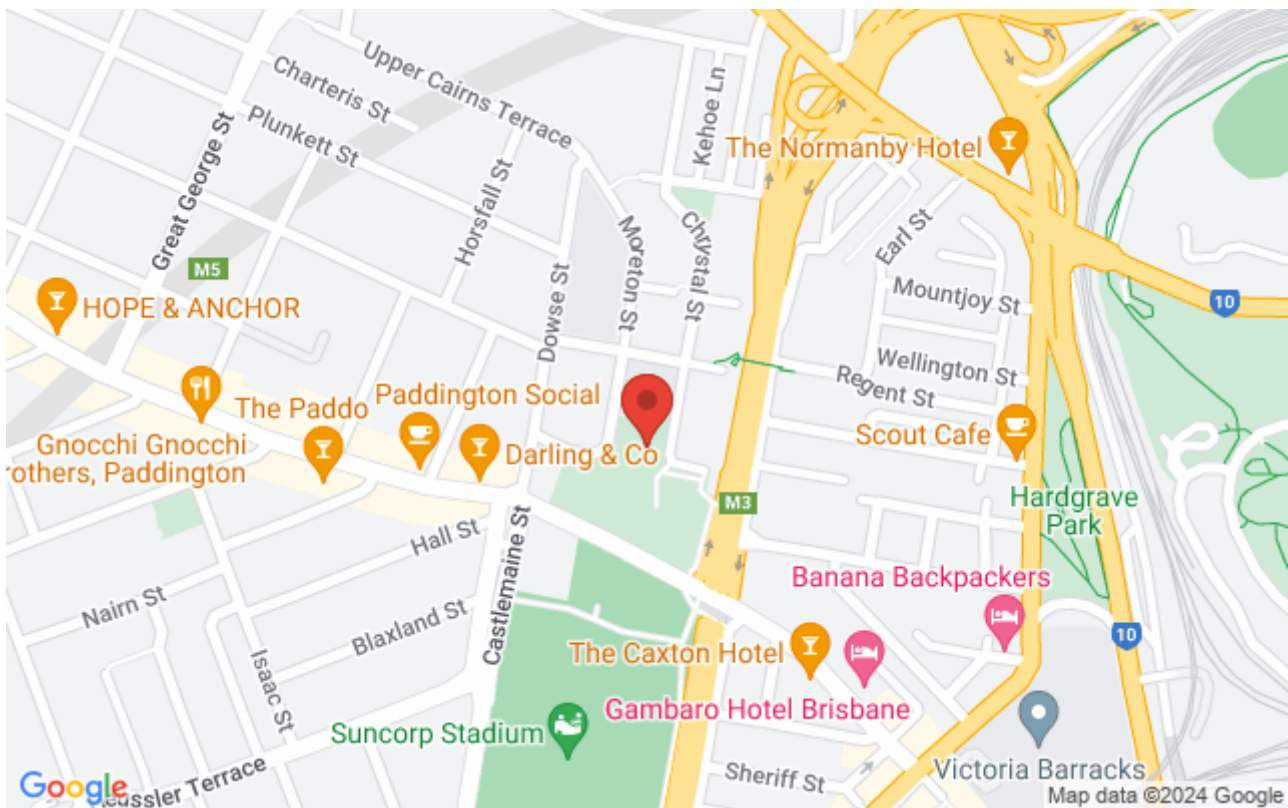 Upper Cairns Terrace
Charteris St
Plunkett St
Kehoe Ln
The Normanby Hotel
Great George St
Horsfall St
Moreton St
Chrystal St
Earl St
M5
Dowse St
Mountjoy St
10
HOPE & ANCHOR
Wellington St
Regent St
Paddington Social
The Paddo
Scout Cafe
Gnocchi Gnocchi
rothers, Paddington
Darling & Co
M3
Hardgrave
Park
Hall St
Castlemaine St
Banana Backpackers
Nairn St
Blaxland St
10
The Caxton Hotel
Isaac St
Gambaro Hotel Brisbane
Suncorp Stadium
Victoria Barracks
Sheriff St
Google
Terrace
Map data ©2024 Google